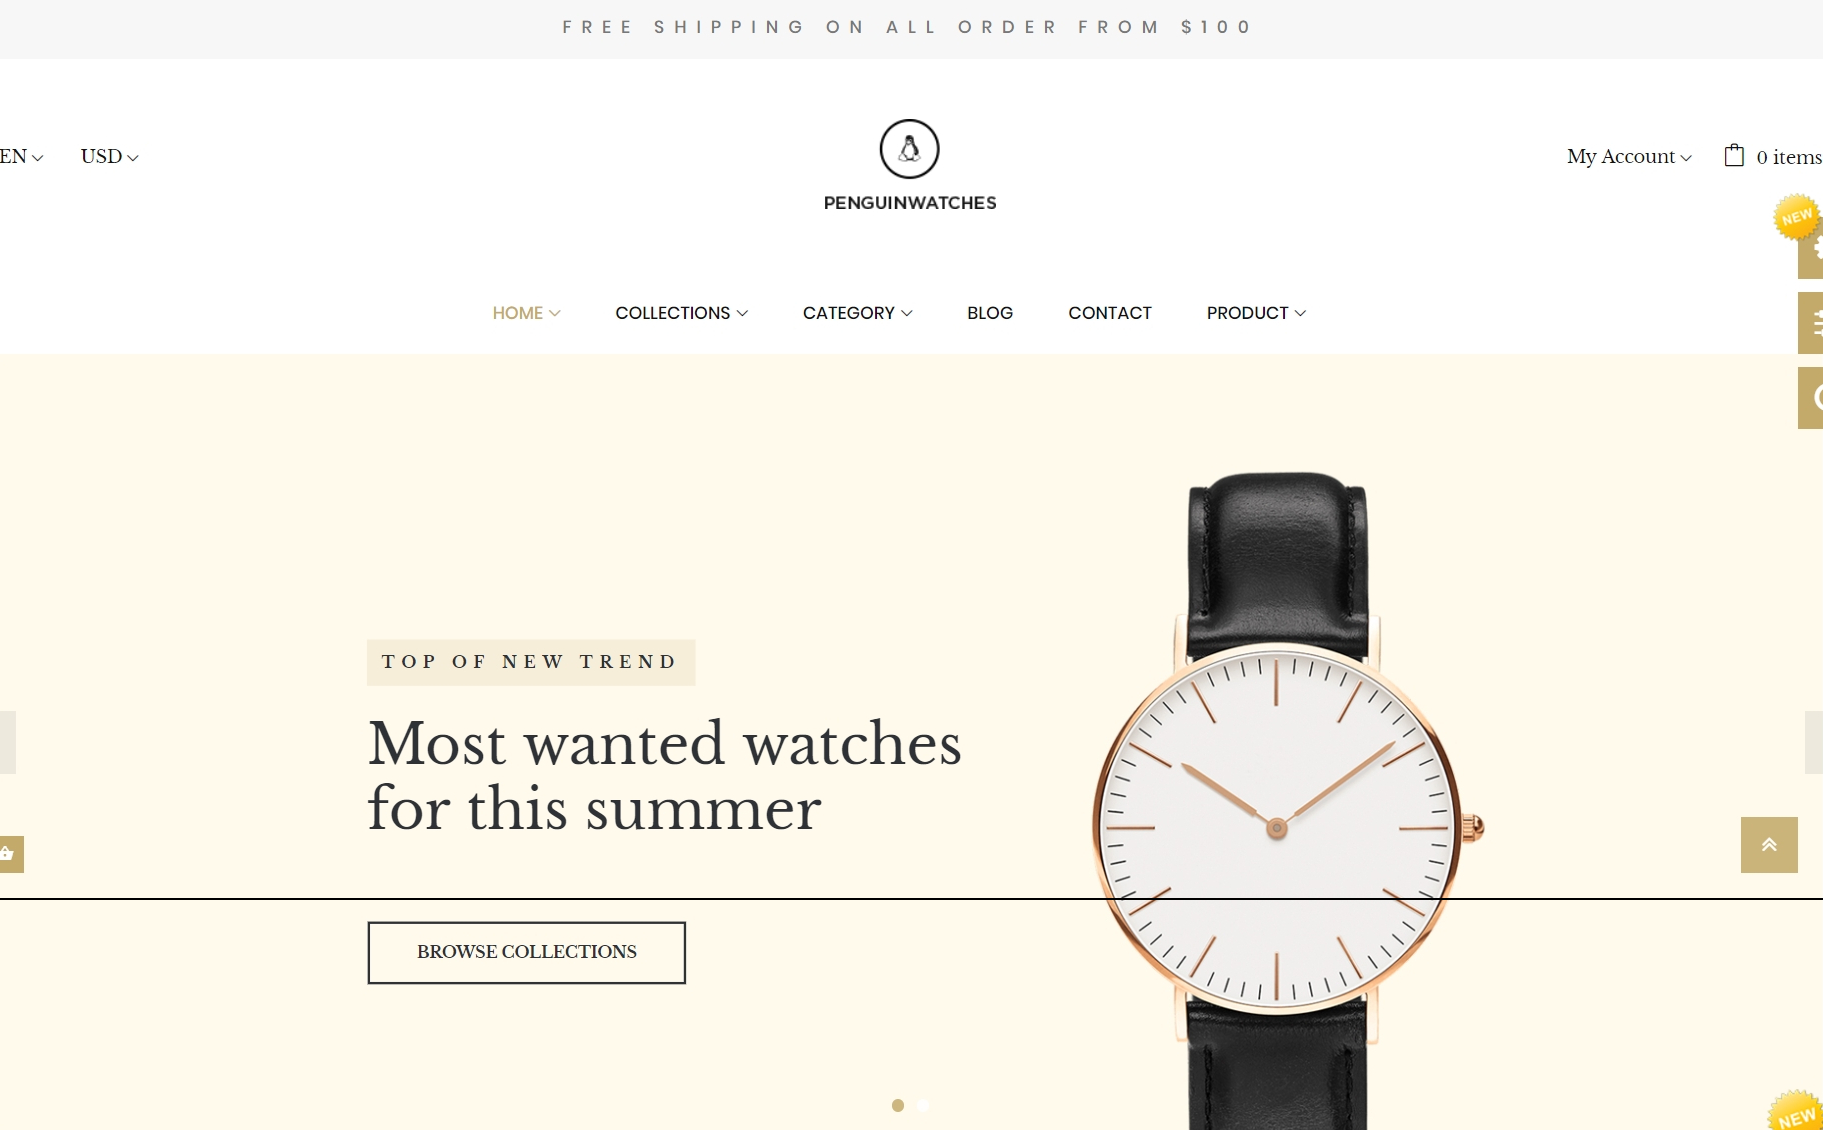 FREE SHIPPING ON ALL ORDER FROM $100
EN
USD
PENGUINWATCHES
My Account
0 items
NEW
HOME
COLLECTIONS
CATEGORY
BLOG
CONTACT
PRODUCT
TOP OF NEW TREND
Most wanted watches
for this summer
BROWSE COLLECTIONS
NEW